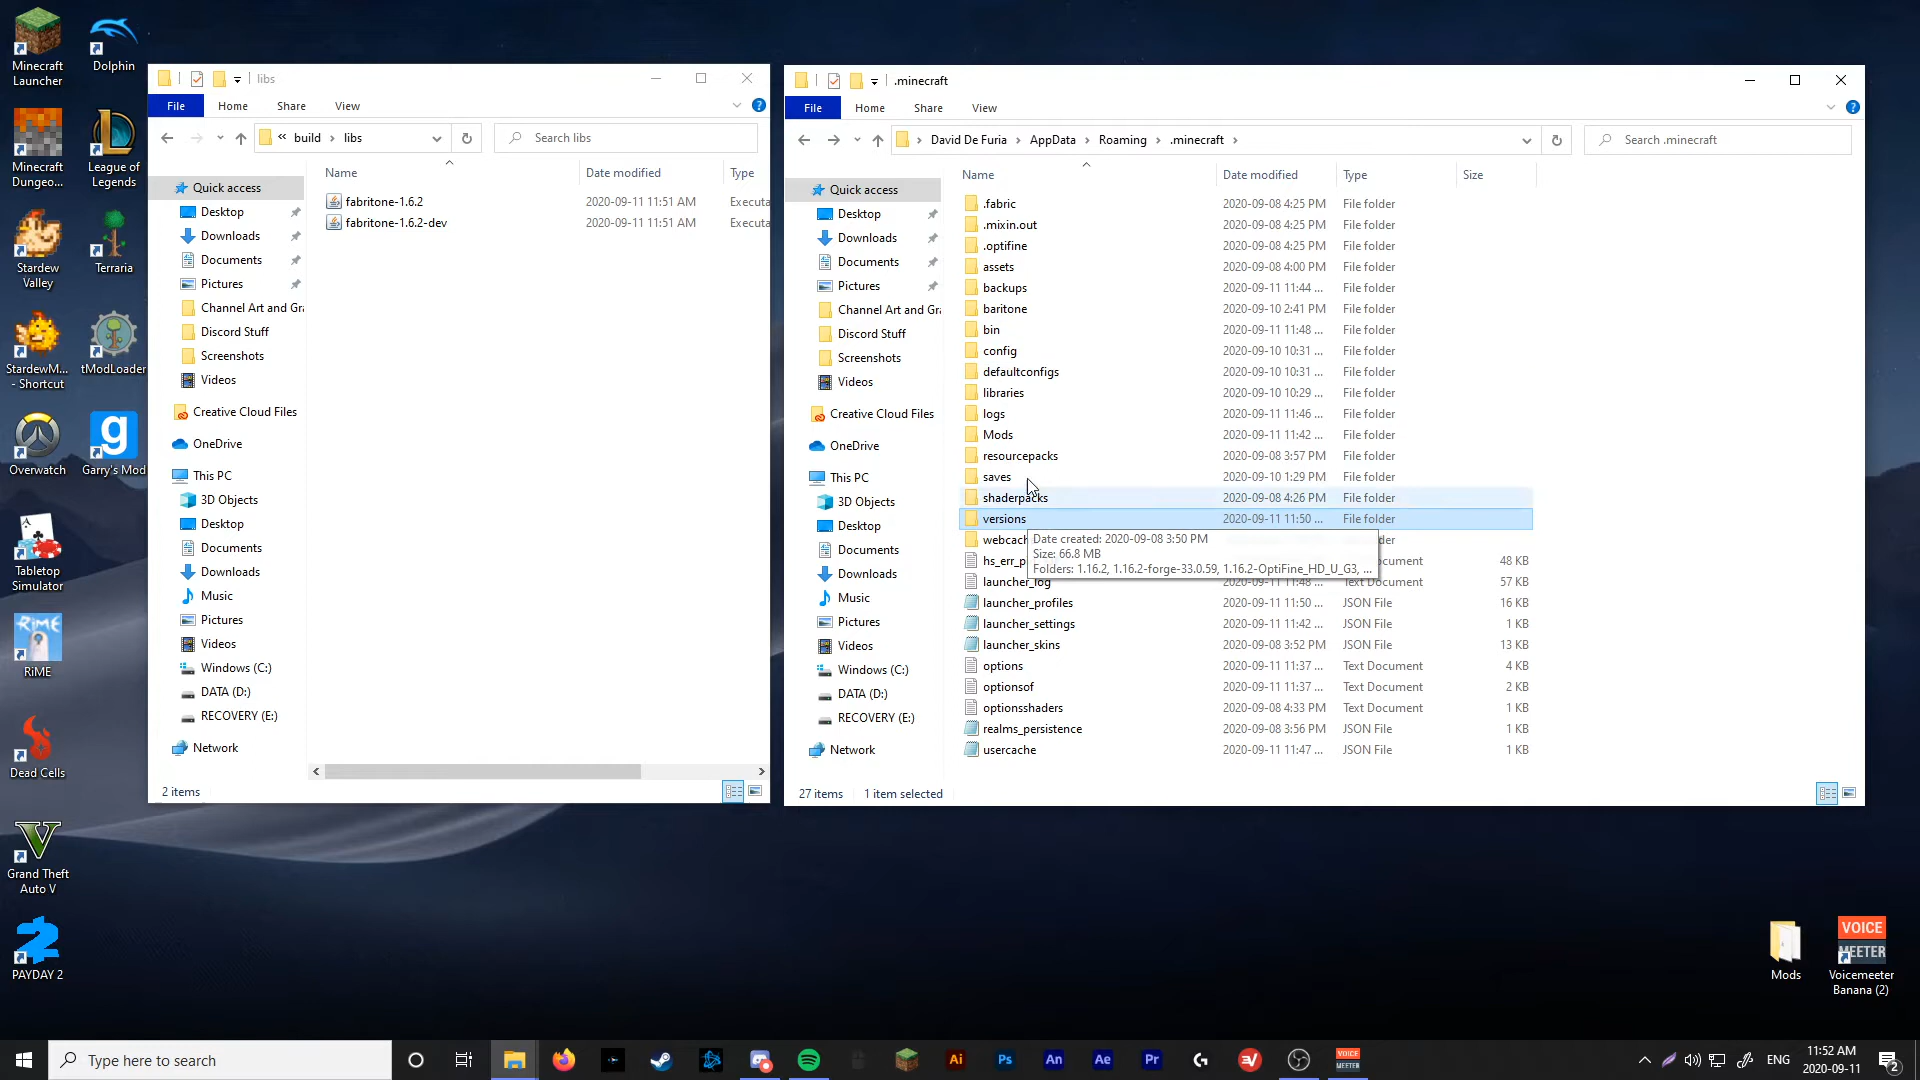 Minecraft Launcher
Dolphin
Minecraft Dungeo...
League of Legends
Stardew Valley
Terraria
StardewM... - Shortcut
tModLoader
Overwatch
Garry's Mod
Tabletop Simulator
RiME
Dead Cells
Grand Theft Auto V
PAYDAY 2
libs
File Home Share View
« build › libs
Search libs
Name Date modified Type
fabritone-1.6.2 2020-09-11 11:51 AM Executa
fabritone-1.6.2-dev 2020-09-11 11:51 AM Executa
Quick access
Desktop
Downloads
Documents
Pictures
Channel Art and Gra
Discord Stuff
Screenshots
Videos
Creative Cloud Files
OneDrive
This PC
3D Objects
Desktop
Documents
Downloads
Music
Pictures
Videos
Windows (C:)
DATA (D:)
RECOVERY (E:)
Network
2 items
.minecraft
File Home Share View
› David De Furia › AppData › Roaming › .minecraft ›
Search .minecraft
Quick access
Desktop
Downloads
Documents
Pictures
Channel Art and Gra
Discord Stuff
Screenshots
Videos
Creative Cloud Files
OneDrive
This PC
3D Objects
Desktop
Documents
Downloads
Music
Pictures
Videos
Windows (C:)
DATA (D:)
RECOVERY (E:)
Network
Name Date modified Type Size
.fabric 2020-09-08 4:25 PM File folder
.mixin.out 2020-09-08 4:25 PM File folder
.optifine 2020-09-08 4:25 PM File folder
assets 2020-09-08 4:00 PM File folder
backups 2020-09-11 11:44 ... File folder
baritone 2020-09-10 2:41 PM File folder
bin 2020-09-11 11:48 ... File folder
config 2020-09-10 10:31 ... File folder
defaultconfigs 2020-09-10 10:31 ... File folder
libraries 2020-09-10 10:29 ... File folder
logs 2020-09-11 11:46 ... File folder
Mods 2020-09-11 11:42 ... File folder
resourcepacks 2020-09-08 3:57 PM File folder
saves 2020-09-10 1:29 PM File folder
shaderpacks 2020-09-08 4:26 PM File folder
versions 2020-09-11 11:50 ... File folder
webcach der
Date created: 2020-09-08 3:50 PM
Size: 66.8 MB
Folders: 1.16.2, 1.16.2-forge-33.0.59, 1.16.2-OptiFine_HD_U_G3, ...
hs_err_p ocument 48 KB
launcher_log 2020-09-11 11:48 ... Text Document 57 KB
launcher_profiles 2020-09-11 11:50 ... JSON File 16 KB
launcher_settings 2020-09-11 11:42 ... JSON File 1 KB
launcher_skins 2020-09-08 3:52 PM JSON File 13 KB
options 2020-09-11 11:37 ... Text Document 4 KB
optionsof 2020-09-11 11:37 ... Text Document 2 KB
optionsshaders 2020-09-08 4:33 PM Text Document 1 KB
realms_persistence 2020-09-08 3:56 PM JSON File 1 KB
usercache 2020-09-11 11:47 ... JSON File 1 KB
27 items 1 item selected
Mods
VOICE
MEETER
Voicemeeter
Banana (2)
Type here to search
Ai Ps An Ae Pr
VOICE
MEETER
ENG
11:52 AM
2020-09-11
2